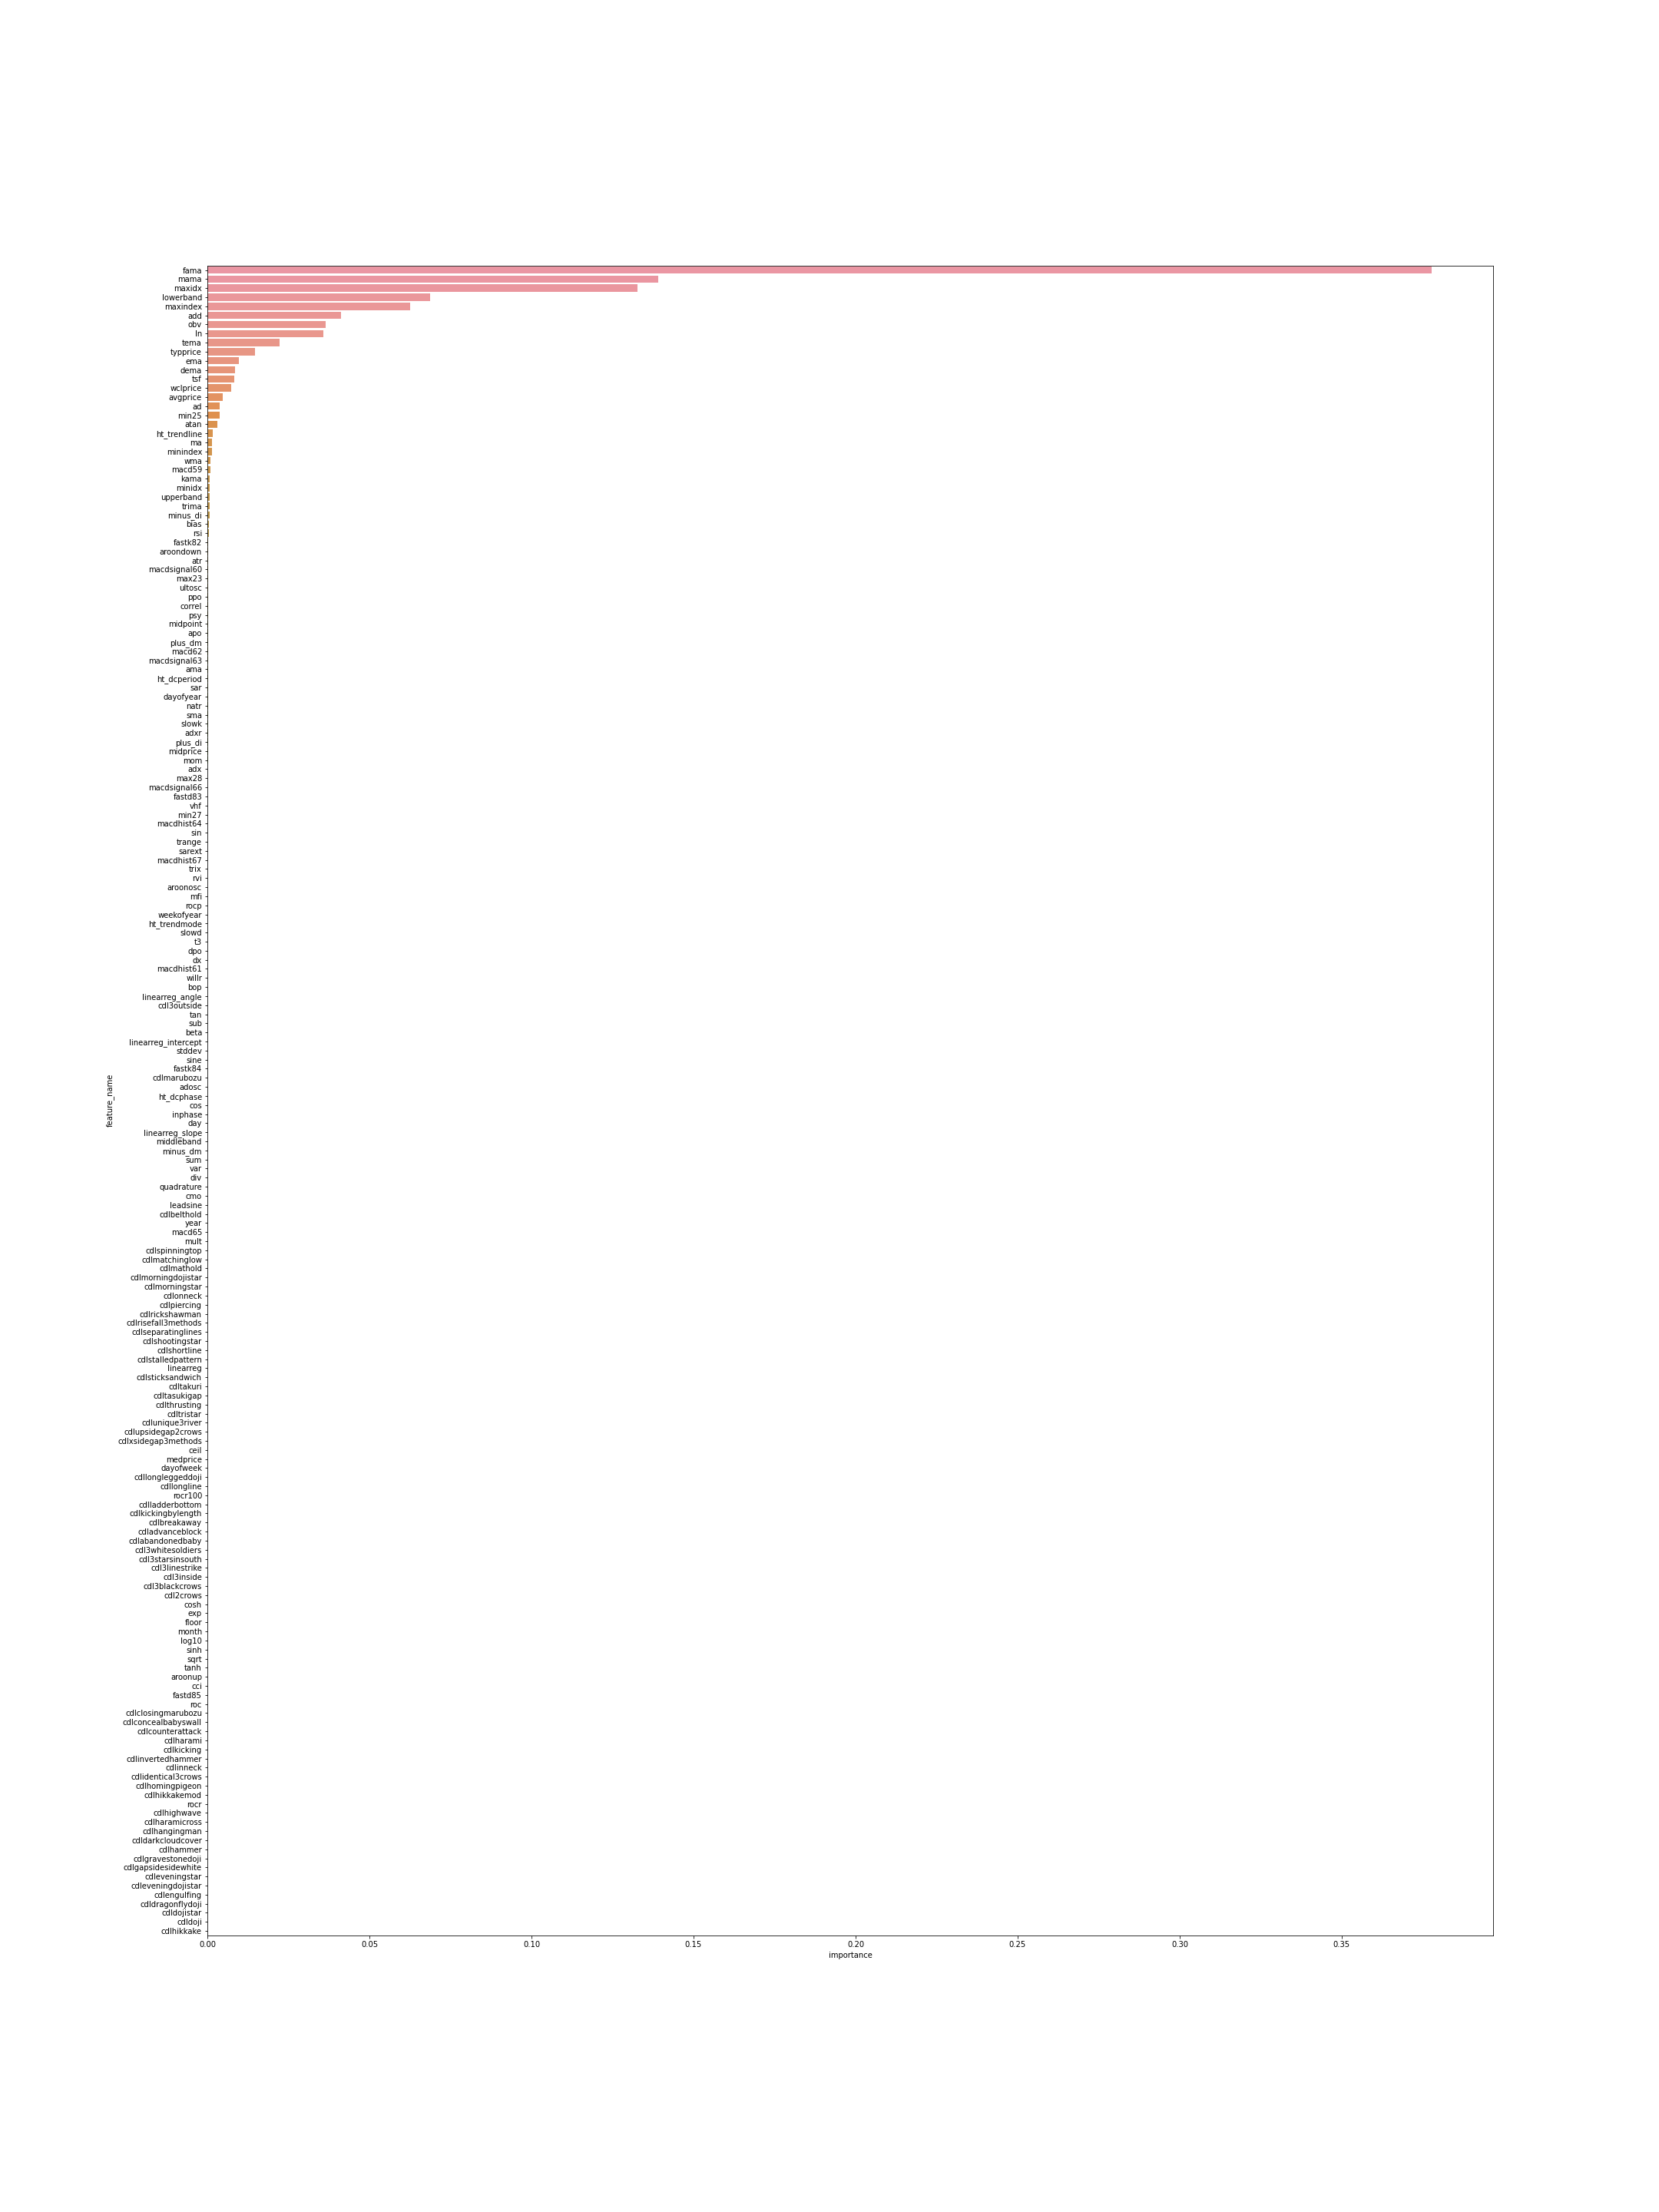 fama
mama
maxidx
lowerband
maxindex
add
obv
ln
tema
typprice
ema
dema
tsf
wclprice
avgprice
ad
min25
atan
ht_trendline
ma
minindex
wma
macd59
kama
minidx
upperband
trima
minus_di
bias
rsi
fastk82
aroondown
atr
macdsignal60
max23
ultosc
ppo
correl
psy
midpoint
apo
plus_dm
macd62
macdsignal63
ama
ht_dcperiod
sar
dayofyear
natr
sma
slowk
adxr
plus_di
midprice
mom
adx
max28
macdsignal66
fastd83
vhf
min27
macdhist64
sin
trange
sarext
macdhist67
trix
rvi
aroonosc
mfi
rocp
weekofyear
ht_trendmode
slowd
t3
dpo
dx
macdhist61
willr
bop
linearreg_angle
cdl3outside
tan
sub
beta
linearreg_intercept
stddev
sine
fastk84
cdlmarubozu
adosc
ht_dcphase
cos
inphase
day
linearreg_slope
middleband
minus_dm
sum
var
div
quadrature
cmo
leadsine
cdlbelthold
year
macd65
mult
cdlspinningtop
cdlmatchinglow
cdlmathold
cdlmorningdojistar
cdlmorningstar
cdlonneck
cdlpiercing
cdlrickshawman
cdlrisefall3methods
cdlseparatinglines
cdlshootingstar
cdlshortline
cdlstalledpattern
linearreg
cdlsticksandwich
cdltakuri
cdltasukigap
cdlthrusting
cdltristar
cdlunique3river
cdlupsidegap2crows
cdlxsidegap3methods
ceil
medprice
dayofweek
cdllongleggeddoji
cdllongline
rocr100
cdlladderbottom
cdlkickingbylength
cdlbreakaway
cdladvanceblock
cdlabandonedbaby
cdl3whitesoldiers
cdl3starsinsouth
cdl3linestrike
cdl3inside
cdl3blackcrows
cdl2crows
cosh
exp
floor
month
log10
sinh
sqrt
tanh
aroonup
cci
fastd85
roc
cdlclosingmarubozu
cdlconcealbabyswall
cdlcounterattack
cdlharami
cdlkicking
cdlinvertedhammer
cdlinneck
cdlidentical3crows
cdlhomingpigeon
cdlhikkakemod
rocr
cdlhighwave
cdlharamicross
cdlhangingman
cdldarkcloudcover
cdlhammer
cdlgravestonedoji
cdlgapsidesidewhite
cdleveningstar
cdleveningdojistar
cdlengulfing
cdldragonflydoji
cdldojistar
cdldoji
cdlhikkake
feature_name
0.00 0.05 0.10 0.15 0.20 0.25 0.30 0.35
importance